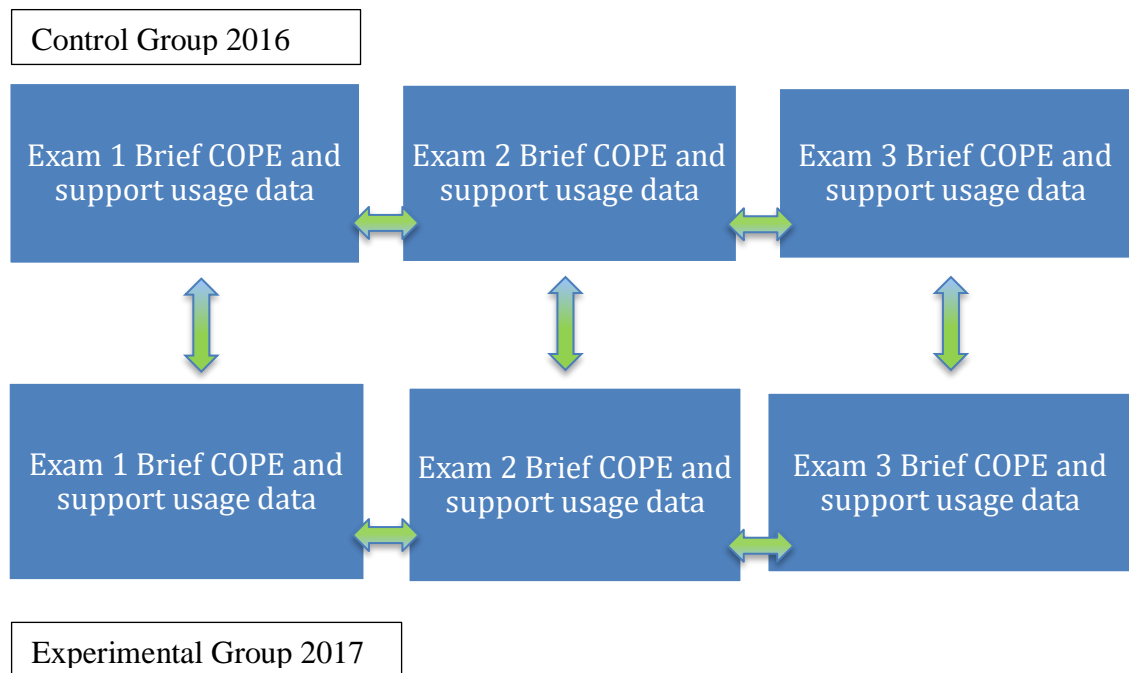 Control Group 2016
Exam 1 Brief COPE and
support usage data
Exam 2 Brief COPE and
support usage data
Exam 3 Brief COPE and
support usage data
Exam 1 Brief COPE and
support usage data
Exam 2 Brief COPE and
support usage data
Exam 3 Brief COPE and
support usage data
Experimental Group 2017